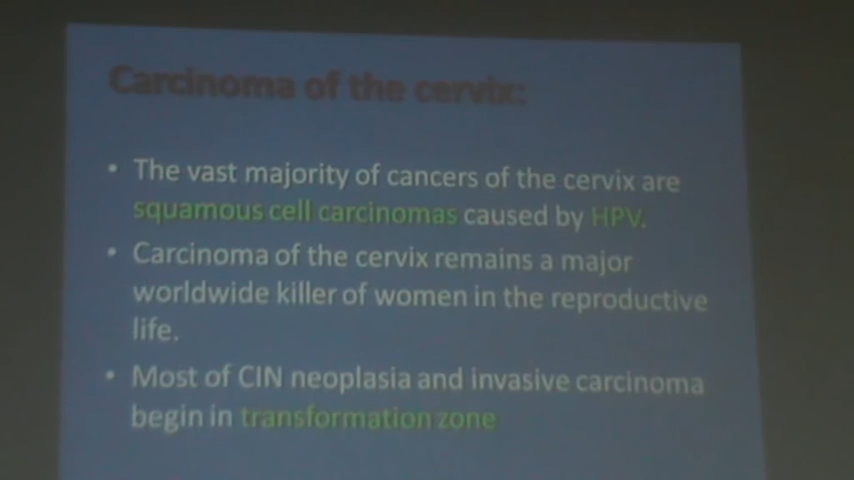 Carcinoma of the cervix:
• The vast majority of cancers of the cervix are
squamous cell carcinomas caused by HPV.
• Carcinoma of the cervix remains a major
worldwide killer of women in the reproductive
life.
• Most of CIN neoplasia and invasive carcinoma
begin in transformation zone